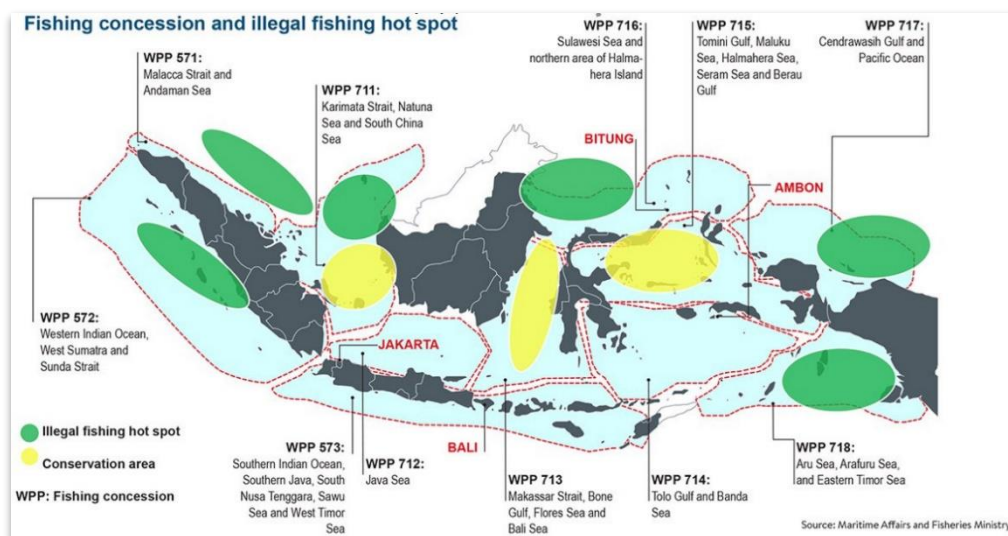 Fishing concession and illegal fishing hot spot
WPP 571:
Malacca Strait and
Andaman Sea
WPP 711:
Karimata Strait, Natuna
Sea and South China
Sea
WPP 716:
Sulawesi Sea and
northern area of Halma-
hera Island
WPP 715:
Tomini Gulf, Maluku
Sea, Halmahera Sea,
Seram Sea and Berau
Gulf
WPP 717:
Cendrawasih Gulf and
Pacific Ocean
BITUNG
AMBON
WPP 572:
Western Indian Ocean,
West Sumatra and
Sunda Strait
JAKARTA
BALI
Illegal fishing hot spot
Conservation area
WPP: Fishing concession
WPP 573:
Southern Indian Ocean,
Southern Java, South
Nusa Tenggara, Sawu
Sea and West Timor
Sea
WPP 712:
Java Sea
WPP 713
Makassar Strait, Bone
Gulf, Flores Sea and
Bali Sea
WPP 714:
Tolo Gulf and Banda
Sea
WPP 718:
Aru Sea, Arafuru Sea,
and Eastern Timor Sea
Source: Maritime Affairs and Fisheries Ministry